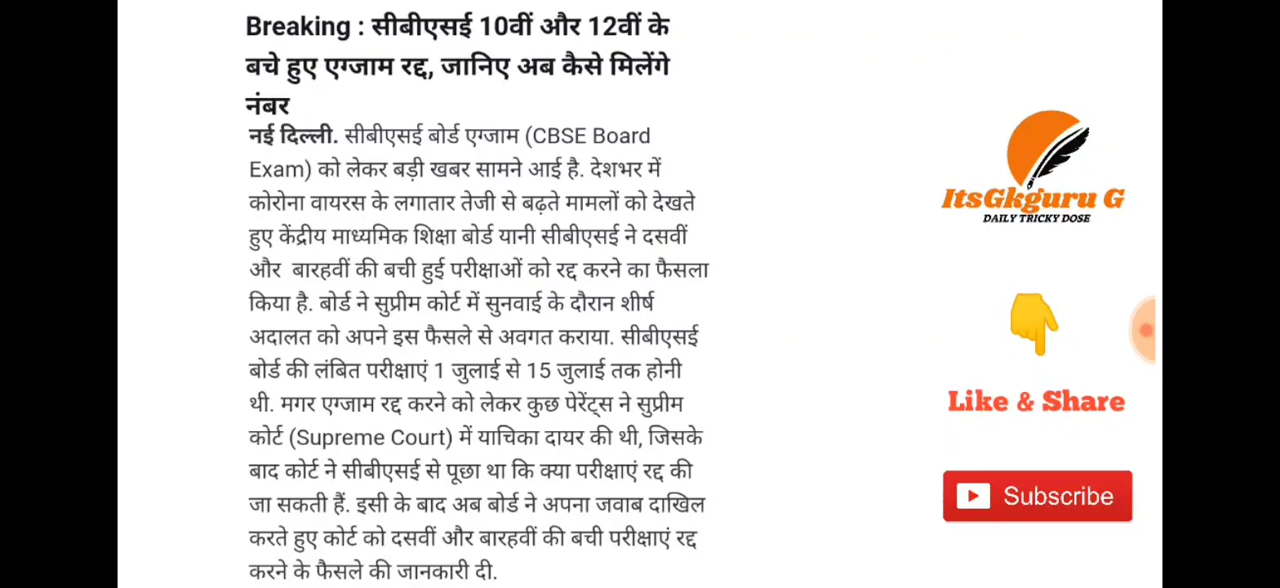 Breaking : सीबीएसई 10वीं और 12वीं के
बचे हुए एग्जाम रद्द, जानिए अब कैसे मिलेंगे
नंबर
नई दिल्ली. सीबीएसई बोर्ड एग्जाम (CBSE Board
Exam) को लेकर बड़ी खबर सामने आई है. देशभर में
कोरोना वायरस के लगातार तेजी से बढ़ते मामलों को देखते
हुए केंद्रीय माध्यमिक शिक्षा बोर्ड यानी सीबीएसई ने दसवीं
और बारहवीं की बची हुई परीक्षाओं को रद्द करने का फैसला
किया है. बोर्ड ने सुप्रीम कोर्ट में सुनवाई के दौरान शीर्ष
अदालत को अपने इस फैसले से अवगत कराया. सीबीएसई
बोर्ड की लंबित परीक्षाएं 1 जुलाई से 15 जुलाई तक होनी
थी. मगर एग्जाम रद्द करने को लेकर कुछ पेरेंट्स ने सुप्रीम
कोर्ट (Supreme Court) में याचिका दायर की थी, जिसके
बाद कोर्ट ने सीबीएसई से पूछा था कि क्या परीक्षाएं रद्द की
जा सकती हैं. इसी के बाद अब बोर्ड ने अपना जवाब दाखिल
करते हुए कोर्ट को दसवीं और बारहवीं की बची परीक्षाएं रद्द
करने के फैसले की जानकारी दी.
ItsGkguru G
DAILY TRICKY DOSE
Like & Share
Subscribe